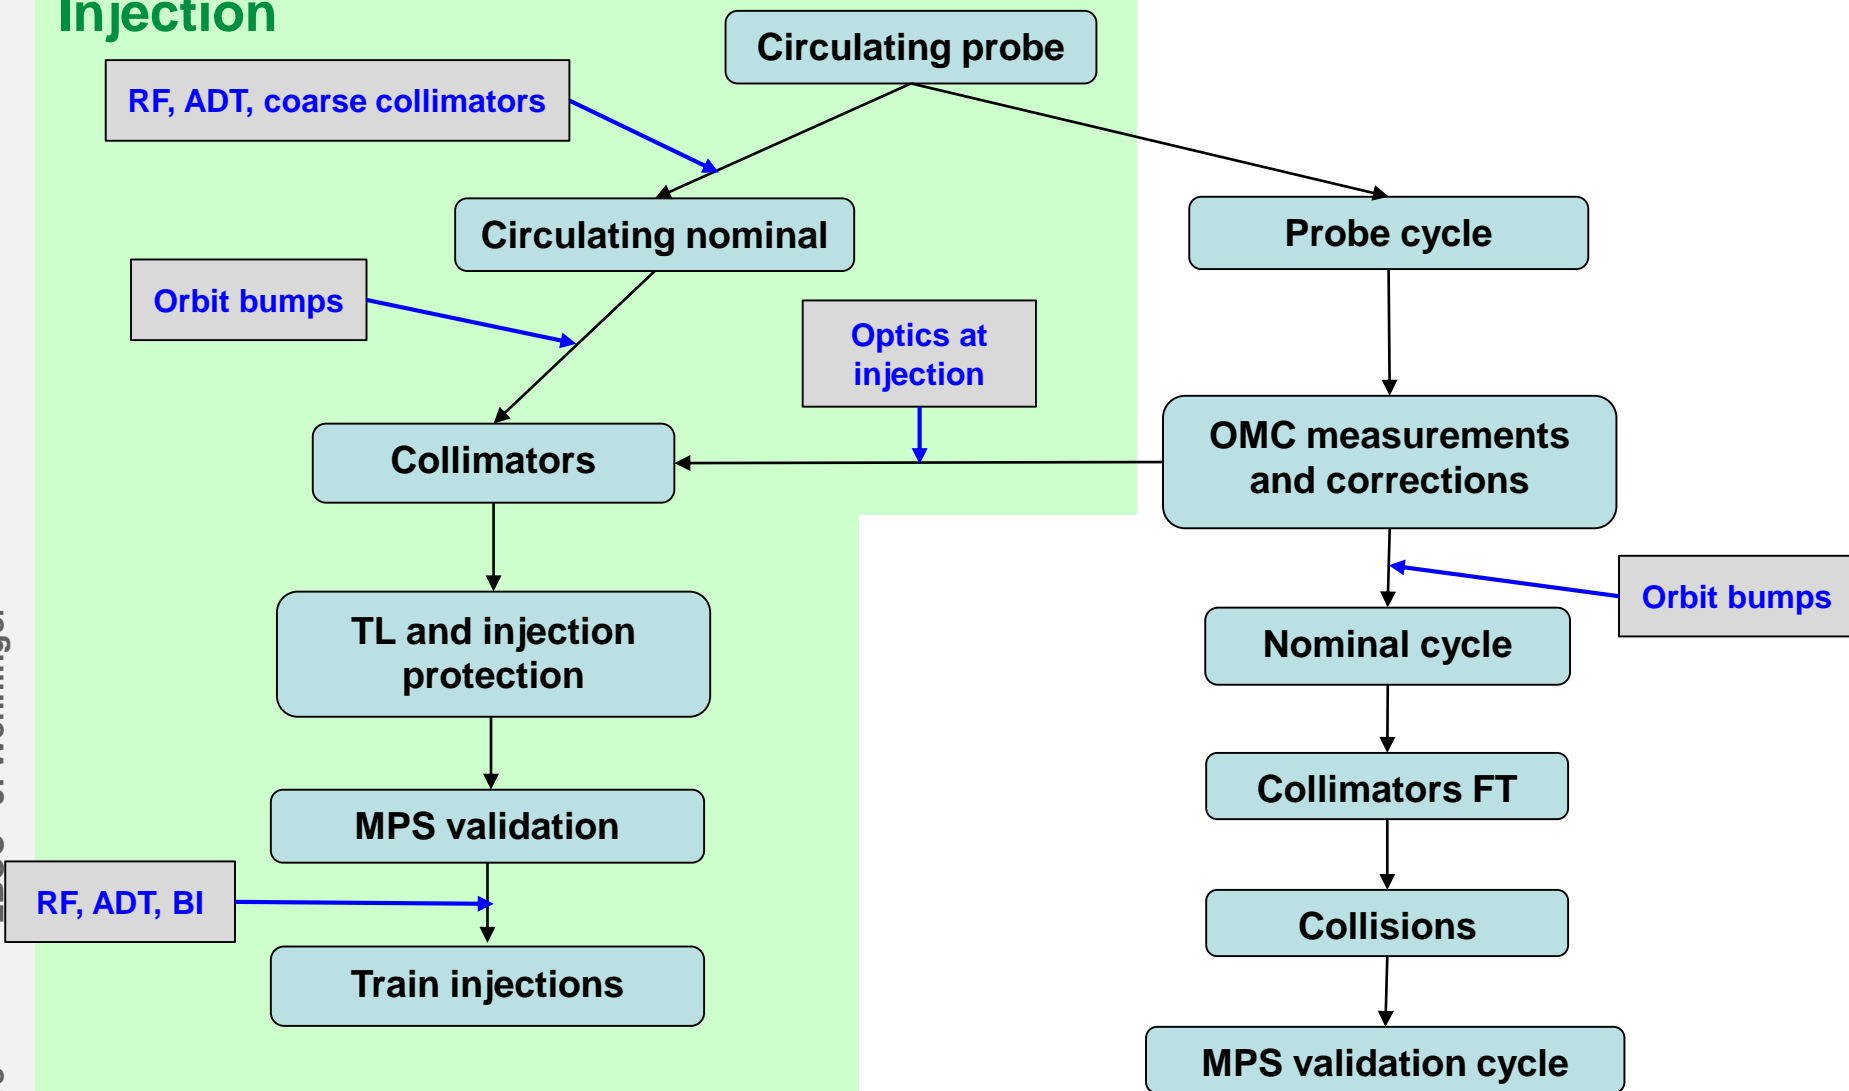 Injection
Circulating probe
RF, ADT, coarse collimators
Circulating nominal
Probe cycle
Orbit bumps
Optics at
injection
Collimators
OMC measurements
and corrections
Orbit bumps
TL and injection
protection
Nominal cycle
Collimators FT
MPS validation
RF, ADT, BI
Collisions
Train injections
MPS validation cycle